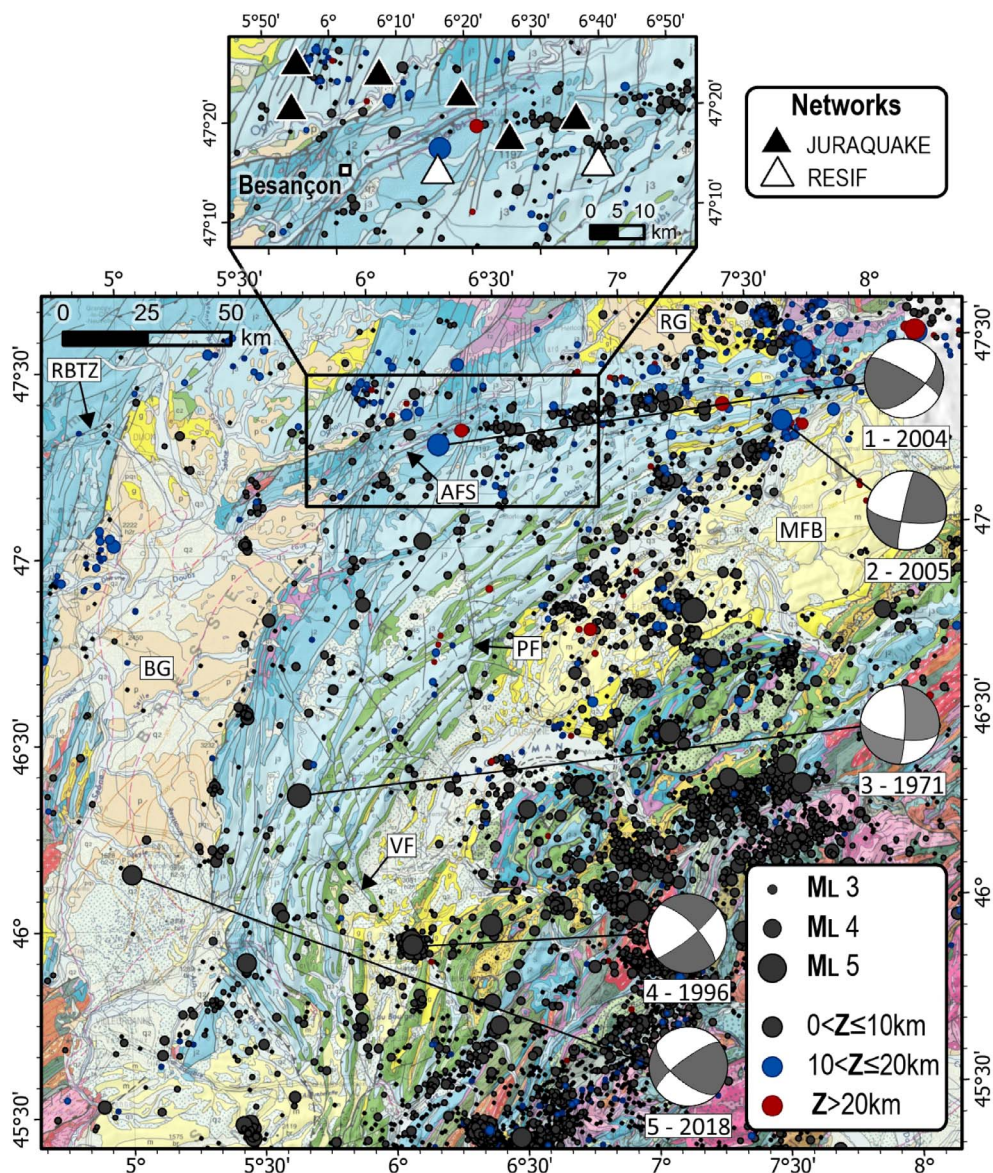 5°50' 6° 6°10' 6°20' 6°30' 6°40' 6°50'
47°20'
47°20'
47°10'
47°10'
Besançon
0 5 10
km
Networks
JURAQUAKE
RESIF
5° 5°30' 6° 6°30' 7° 7°30' 8°
0 25 50
km
RG
RBTZ
47°30'
47°30'
1 - 2004
AFS
47°
MFB
2 - 2005
47°
BG
PF
46°30'
LAUSANNE
LEMAN
46°30'
3 - 1971
VF
46°
46°
ML 3
ML 4
ML 5
4 - 1996
0<Z≤10km
10<Z≤20km
Z>20km
45°30'
5 - 2018
45°30'
5° 5°30' 6° 6°30' 7° 7°30' 8°